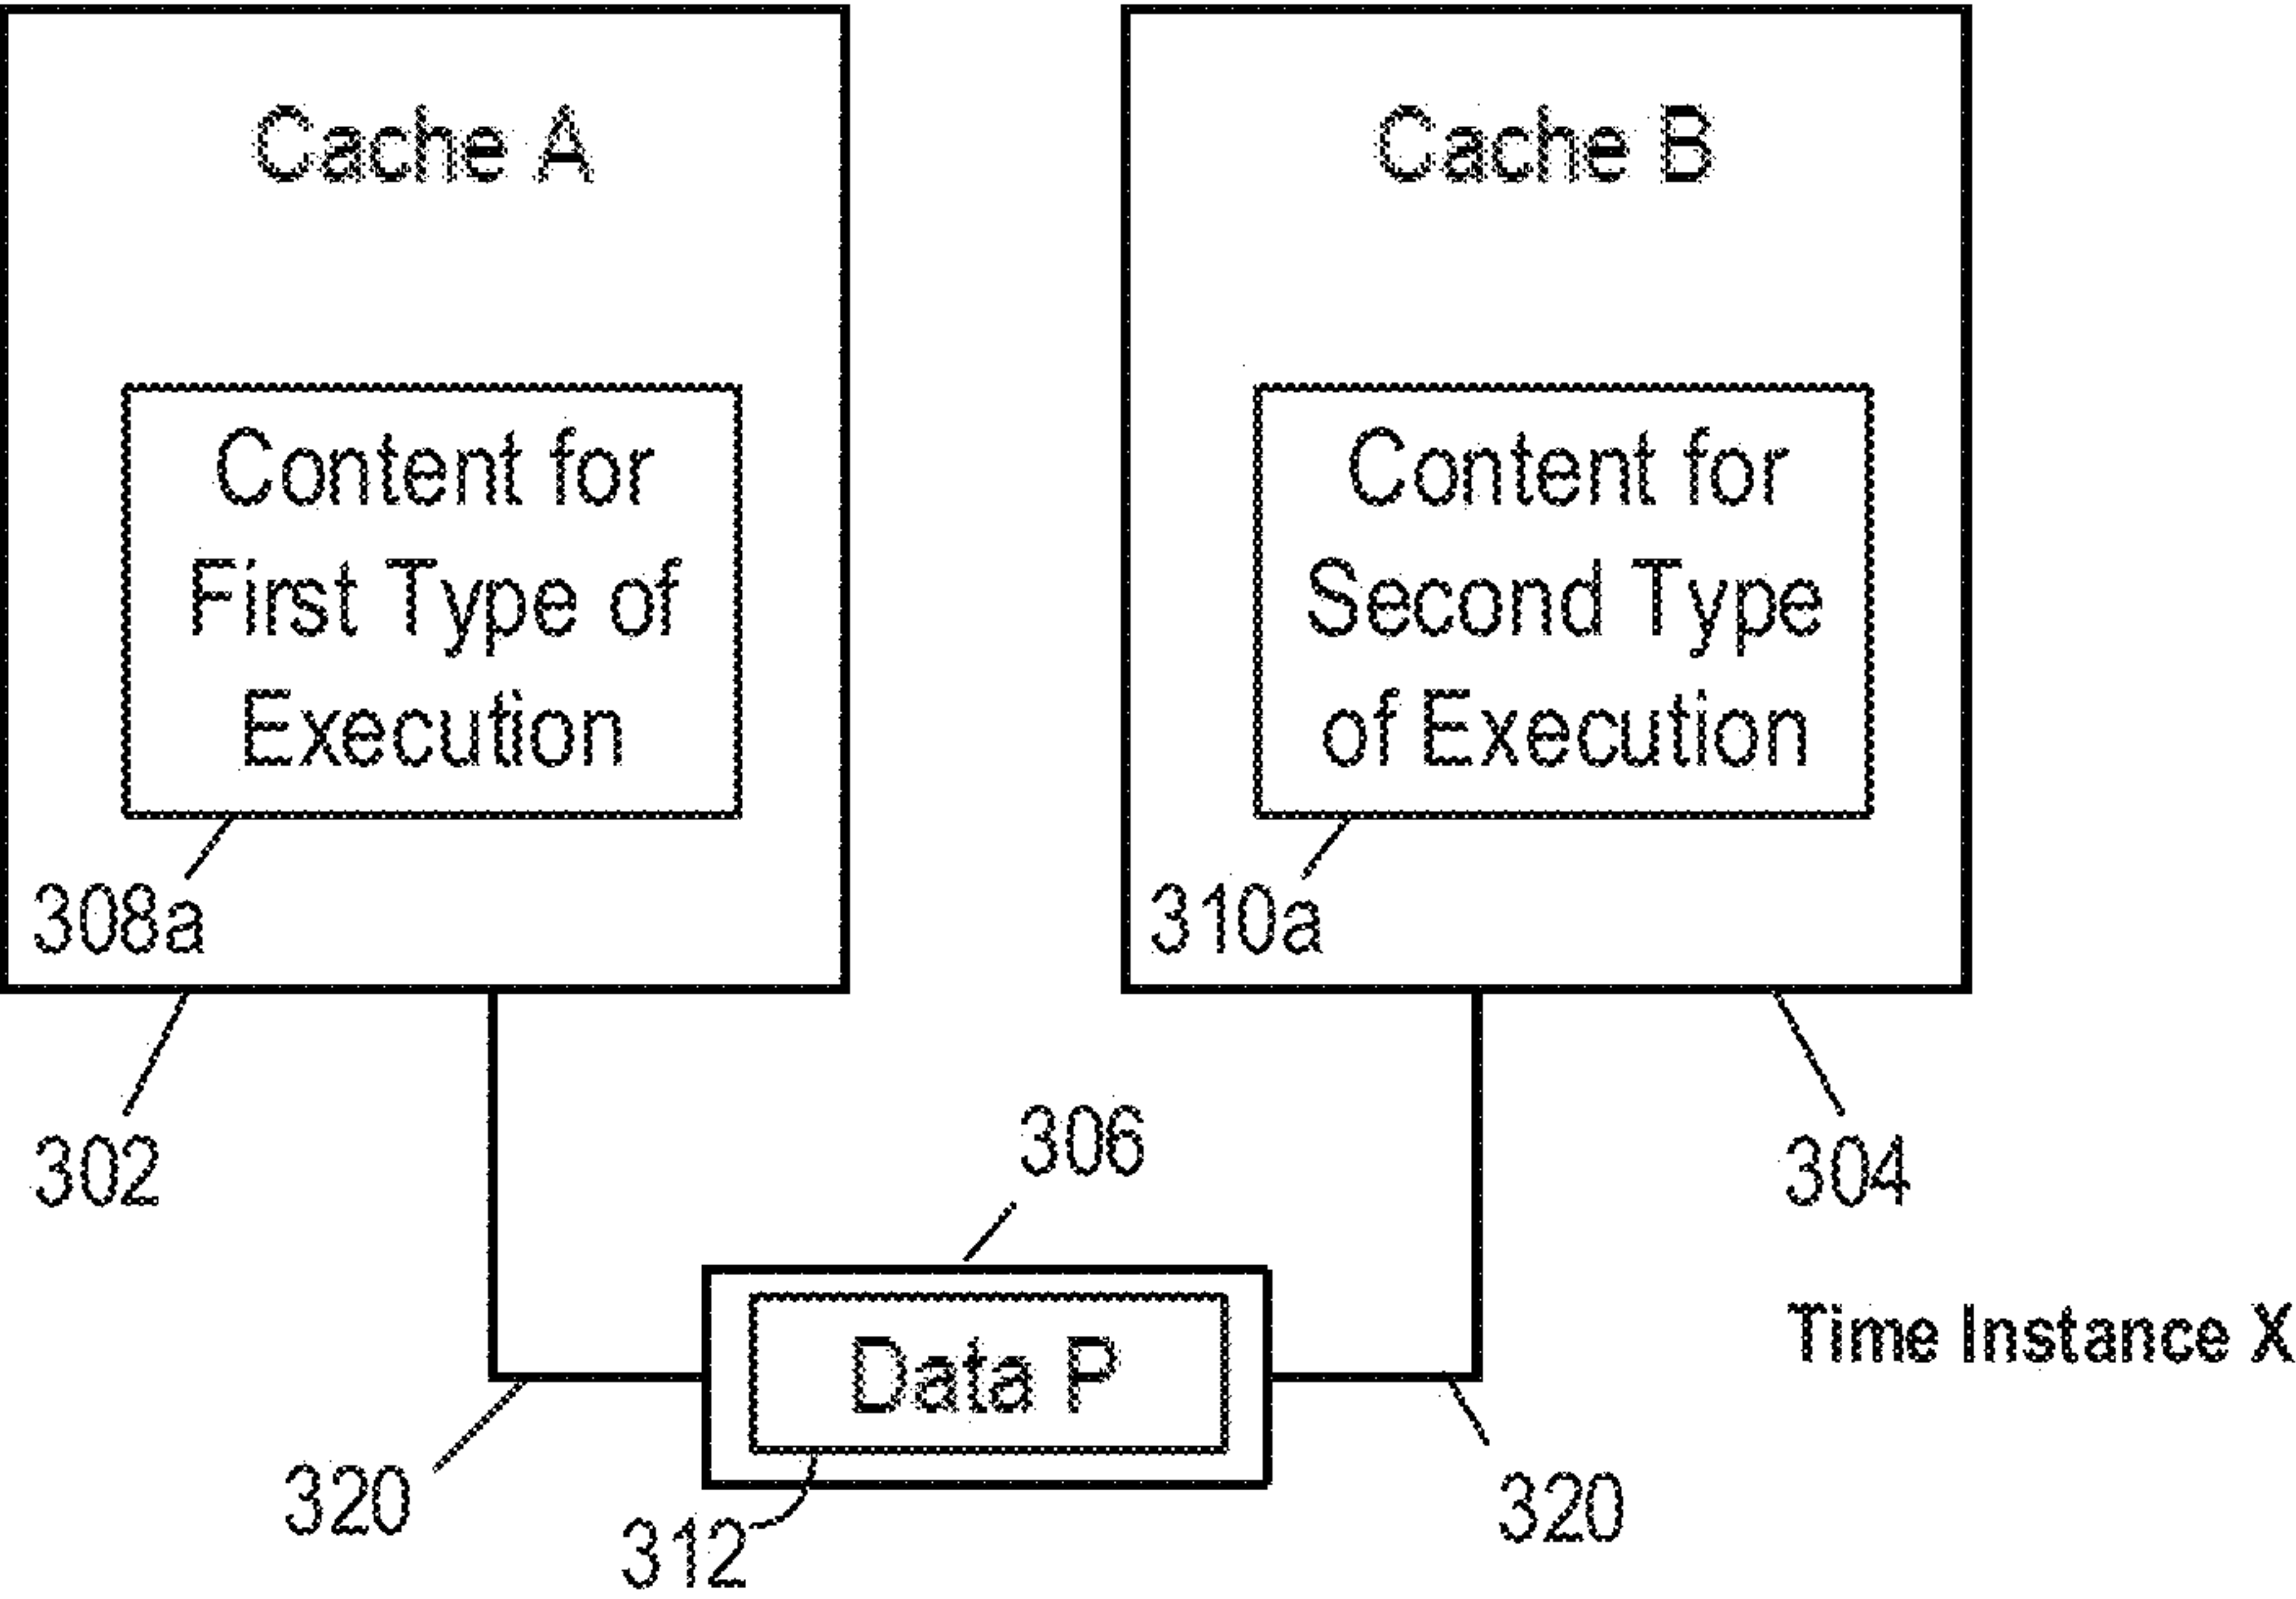 Cache A
Content for
First Type of
Execution
308a
302
Cache B
Content for
Second Type
of Execution
310a
304
306
Data P
Time Instance X
320
312
320